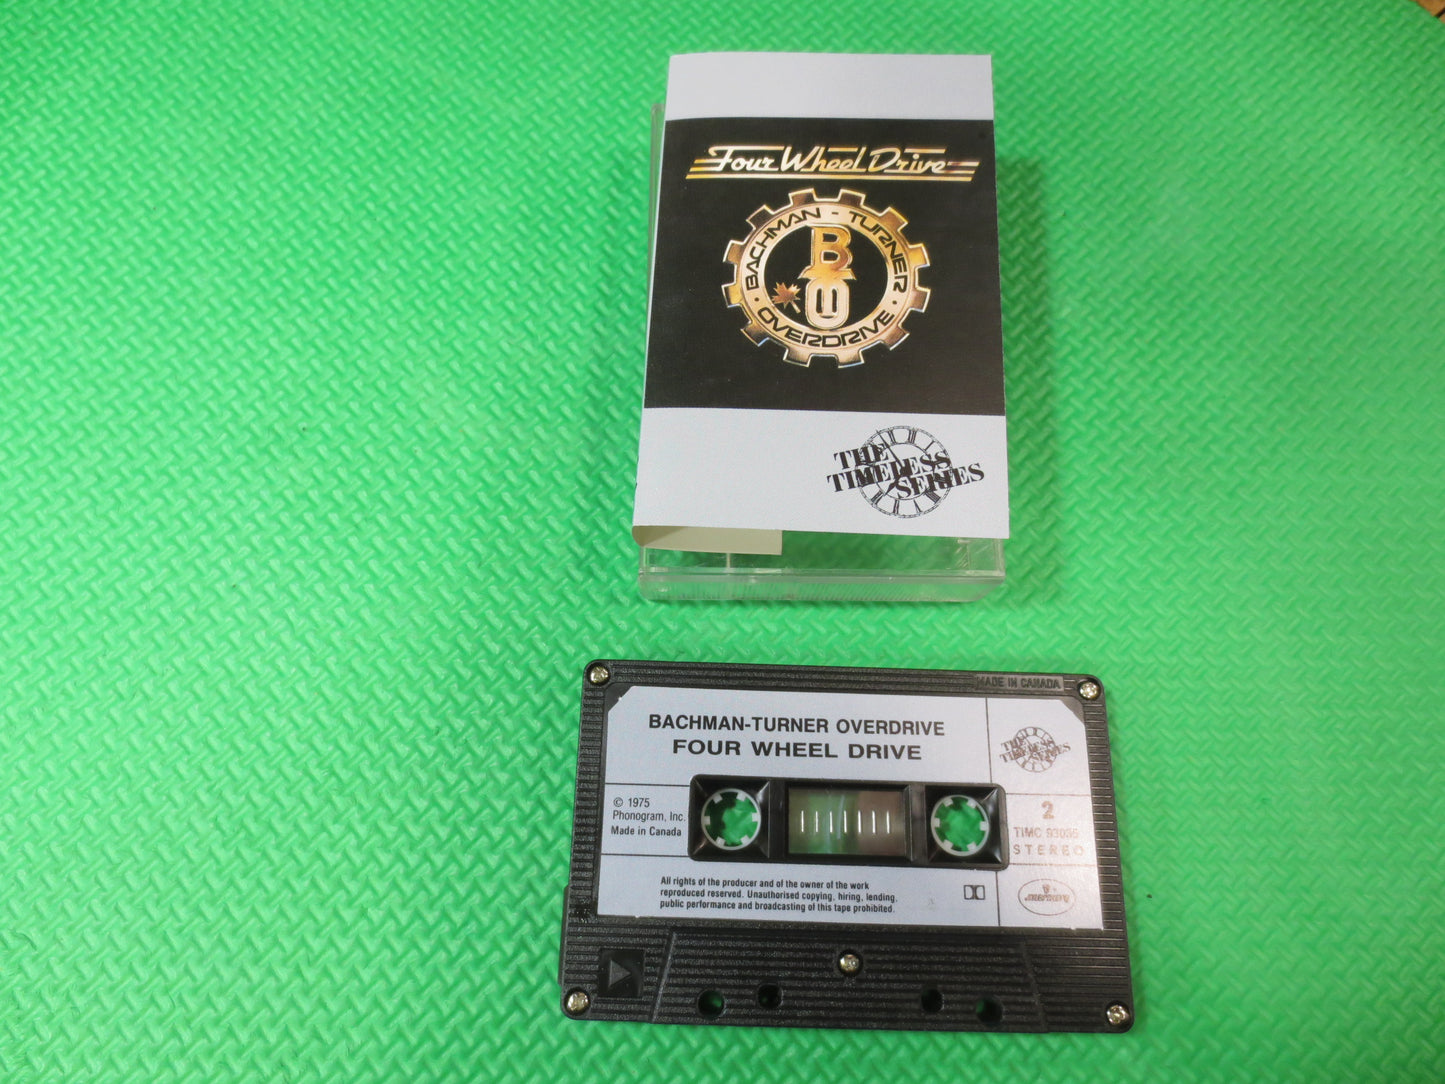 Four Wheel Drive
BACHMAN - TURNER
OVERDRIVE
B
THE
TIMELESS
SERIES
MADE IN CANADA
BACHMAN-TURNER OVERDRIVE
FOUR WHEEL DRIVE
THE
TIMELESS
SERIES
© 1975
Phonogram, Inc.
Made in Canada
2
TIMC 93055
STEREO
All rights of the producer and of the owner of the work
reproduced reserved. Unauthorised copying, hiring, lending,
public performance and broadcasting of this tape prohibited.